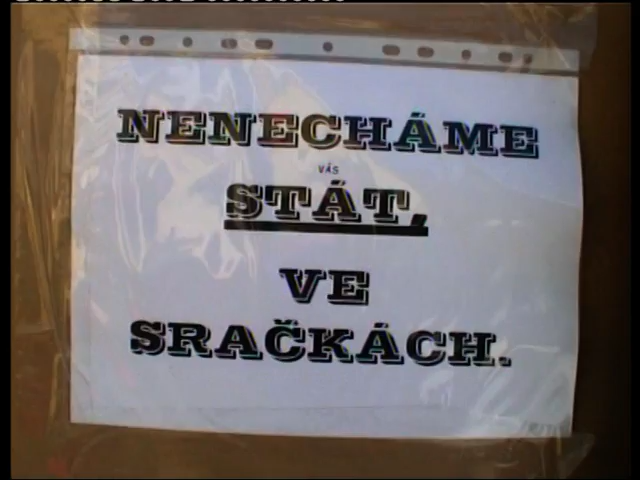 NENECHÁME
VÁS
STÁT,
VE
SRAČKÁCH.